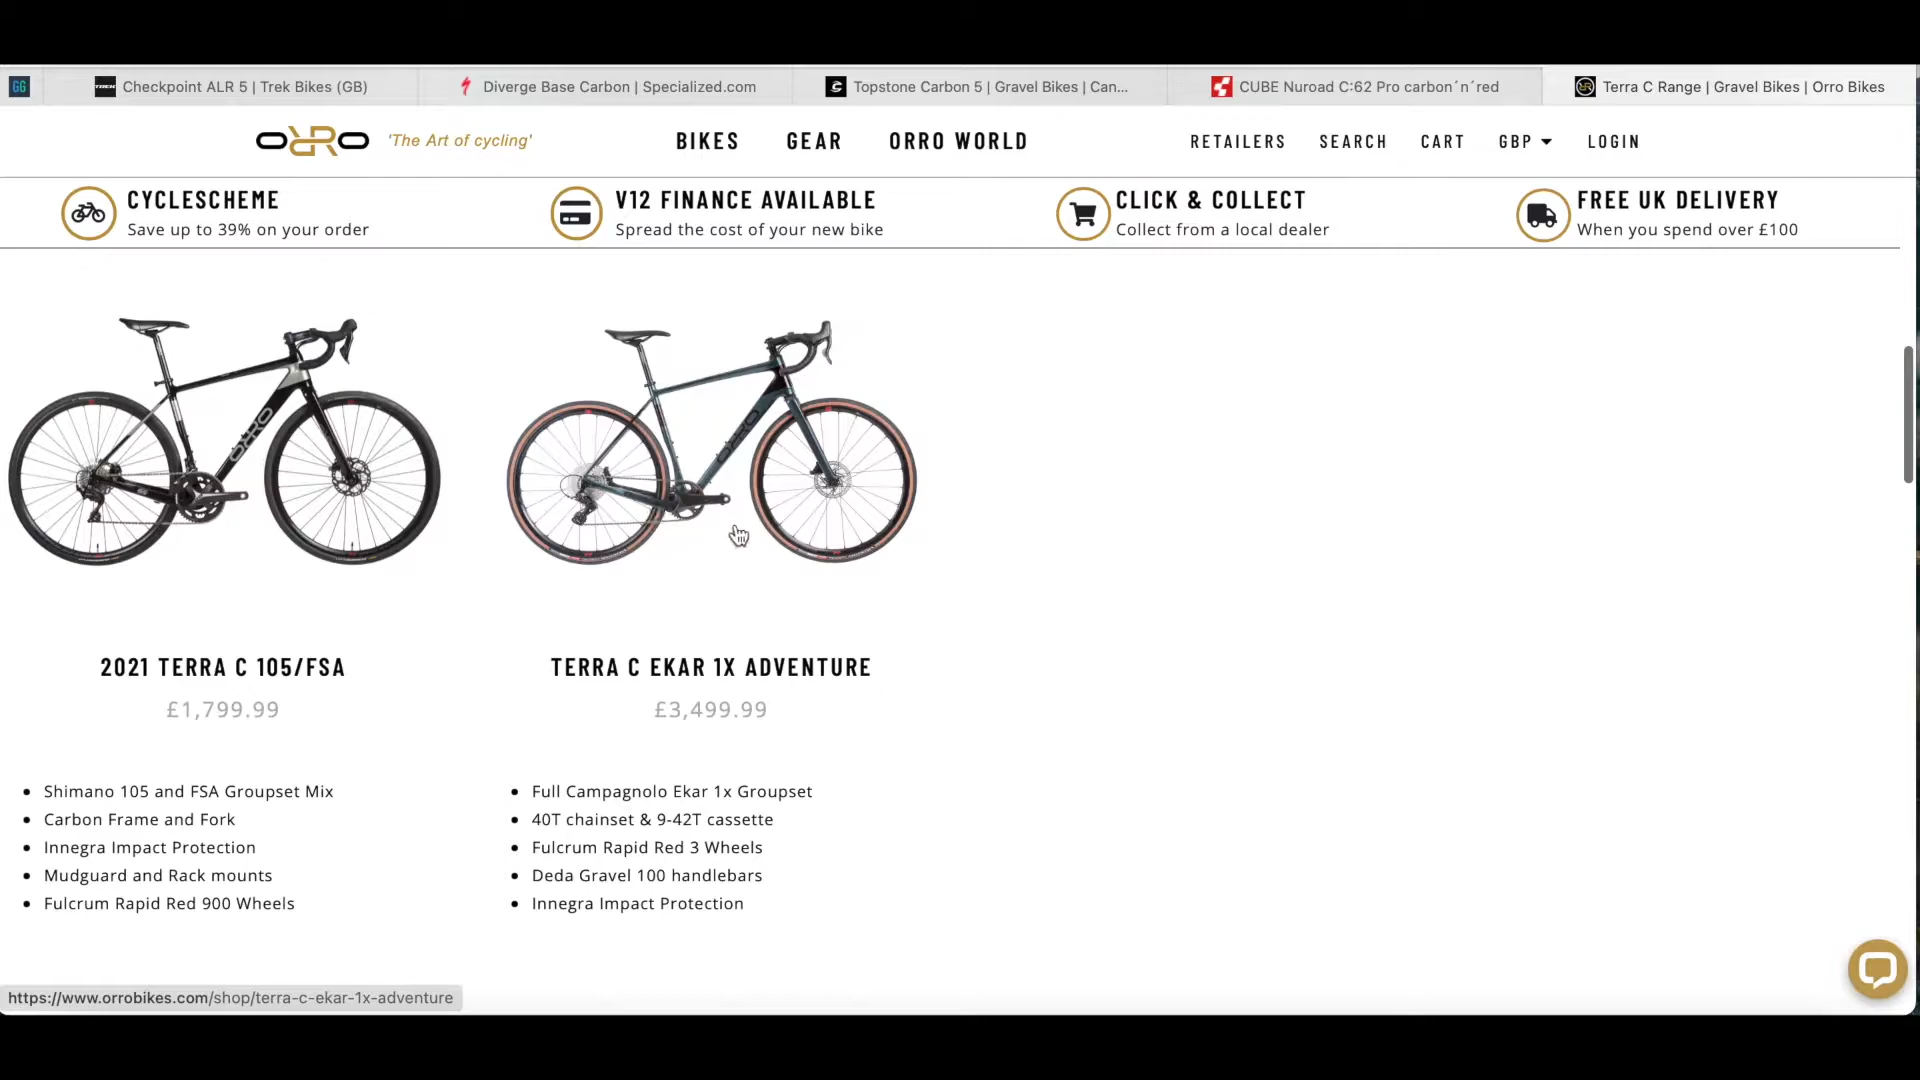 GG
Checkpoint ALR 5 | Trek Bikes (GB)
Diverge Base Carbon | Specialized.com
Topstone Carbon 5 | Gravel Bikes | Can...
CUBE Nuroad C:62 Pro carbon´n´red
Terra C Range | Gravel Bikes | Orro Bikes
ORRO
'The Art of cycling'
BIKES
GEAR
ORRO WORLD
RETAILERS
SEARCH
CART
GBP
LOGIN
CYCLESCHEME
Save up to 39% on your order
V12 FINANCE AVAILABLE
Spread the cost of your new bike
CLICK & COLLECT
Collect from a local dealer
FREE UK DELIVERY
When you spend over £100
ORRO
ORRO
2021 TERRA C 105/FSA
£1,799.99
Shimano 105 and FSA Groupset Mix
Carbon Frame and Fork
Innegra Impact Protection
Mudguard and Rack mounts
Fulcrum Rapid Red 900 Wheels
TERRA C EKAR 1X ADVENTURE
£3,499.99
Full Campagnolo Ekar 1x Groupset
40T chainset & 9-42T cassette
Fulcrum Rapid Red 3 Wheels
Deda Gravel 100 handlebars
Innegra Impact Protection
https://www.orrobikes.com/shop/terra-c-ekar-1x-adventure